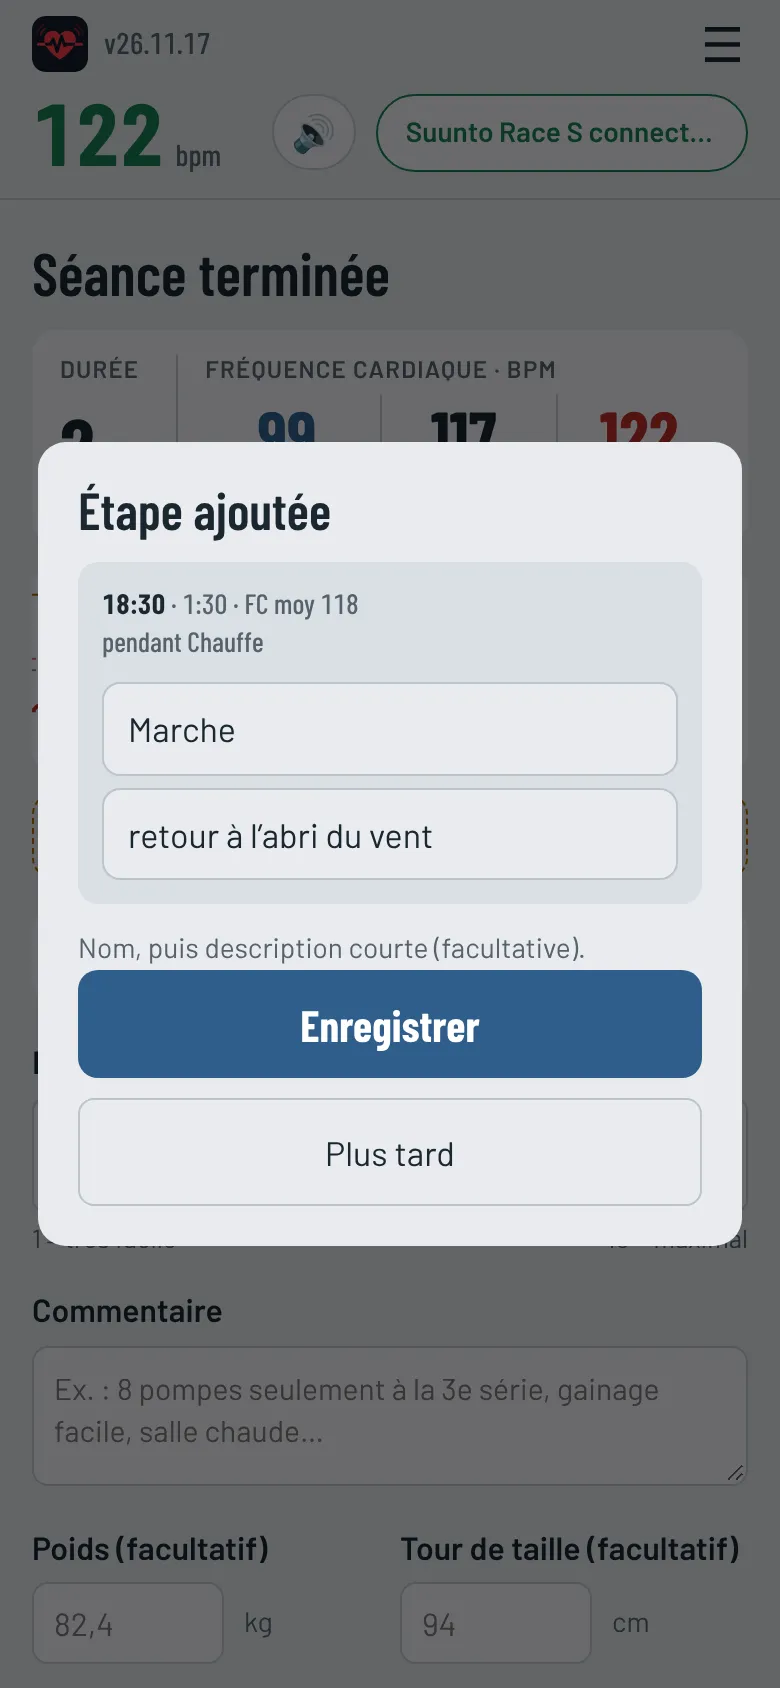 v26.11.17
122 bpm
Suunto Race S connect...
Séance terminée
DURÉE
FRÉQUENCE CARDIAQUE · BPM
99
117
122
Étape ajoutée
18:30 · 1:30 · FC moy 118
pendant Chauffe
Marche
retour à l’abri du vent
Nom, puis description courte (facultative).
Enregistrer
Plus tard
Commentaire
Ex. : 8 pompes seulement à la 3e série, gainage
facile, salle chaude...
Poids (facultatif)
Tour de taille (facultatif)
82,4 kg
94 cm